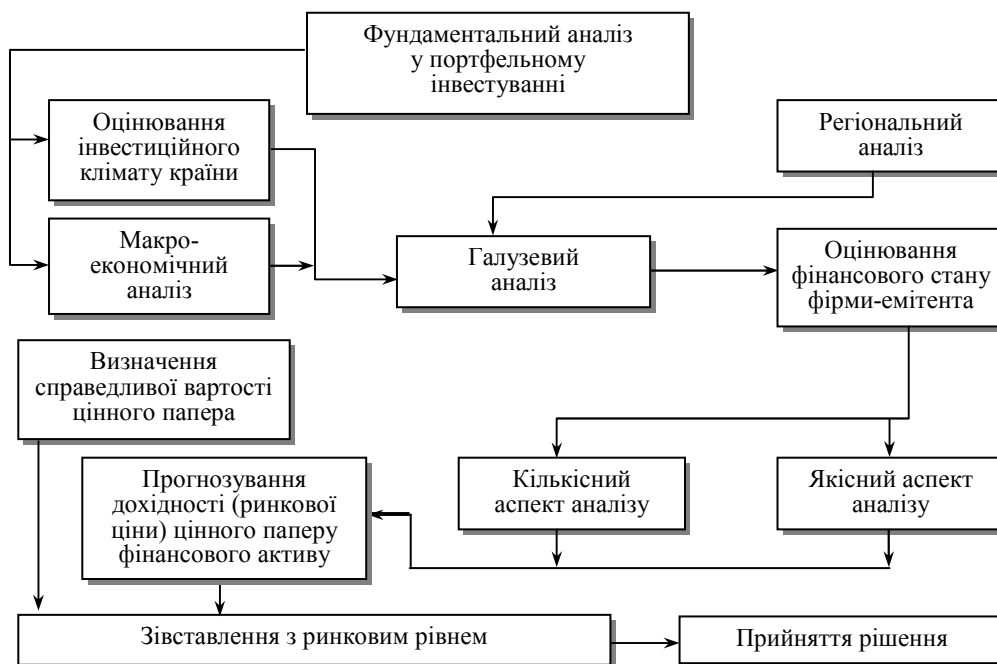 Фундаментальний аналіз
у портфельному
інвестуванні
Оцінювання
інвестиційного
клімату країни
Регіональний
аналіз
Макро-
економічний
аналіз
Галузевий
аналіз
Оцінювання
фінансового стану
фірми-емітента
Визначення
справедливої вартості
цінного папера
Прогнозування
дохідності (ринкової
ціни) цінного паперу
фінансового активу
Кількісний
аспект аналізу
Якісний аспект
аналізу
Зівставлення з ринковим рівнем
Прийняття рішення